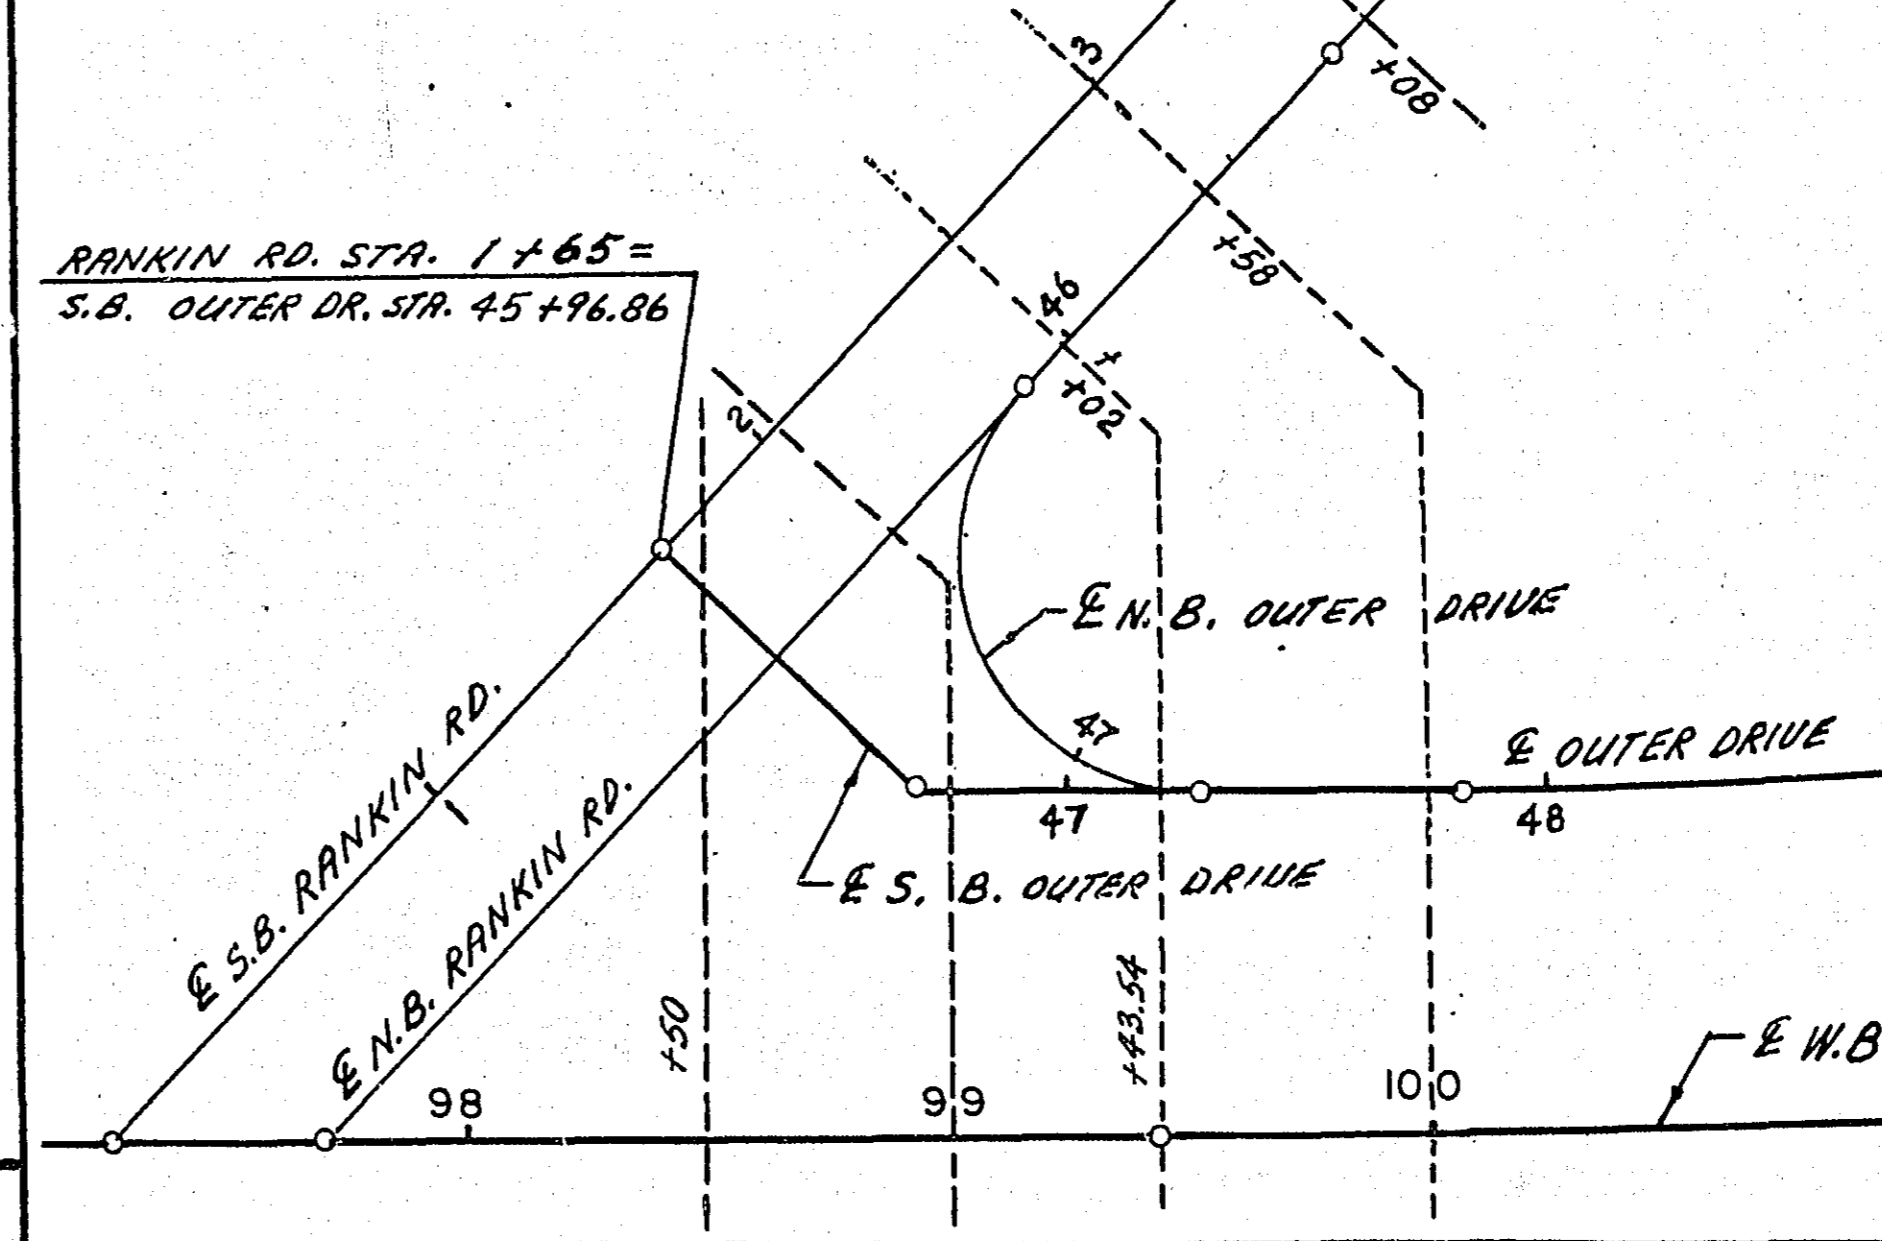 3
+08
+58
RANKIN RD. STA. 1+65=
S.B. OUTER DR. STA. 45+96.86
46
+
+02
2
℄ N.B. OUTER DRIVE
℄ S.B. RANKIN RD.
1
47
℄ OUTER DRIVE
47
48
℄ N.B. RANKIN RD.
℄ S.B. OUTER DRIVE
+50
+43.54
98
99
100
℄ W.B